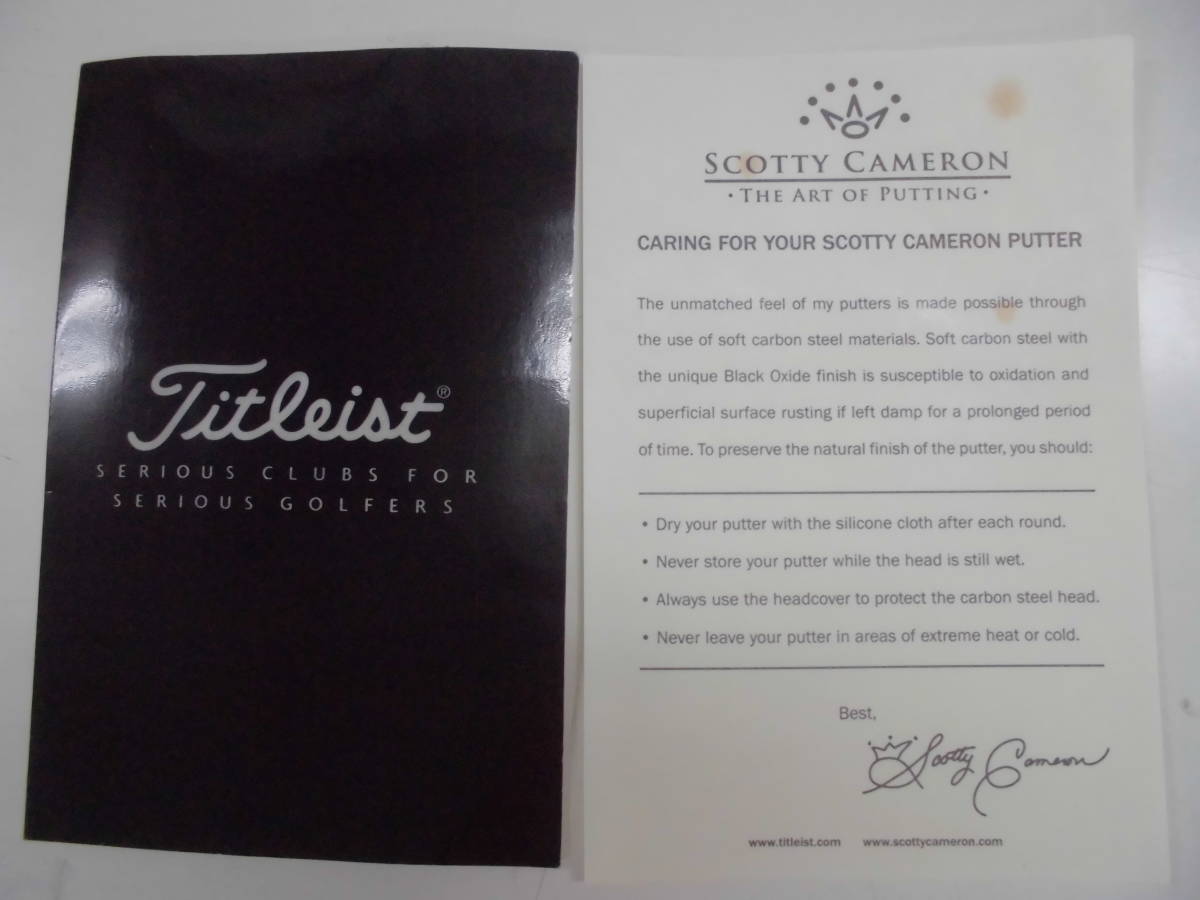 Titleist®
SERIOUS CLUBS FOR
SERIOUS GOLFERS
SCOTTY CAMERON
• THE ART OF PUTTING •
CARING FOR YOUR SCOTTY CAMERON PUTTER
The unmatched feel of my putters is made possible through
the use of soft carbon steel materials. Soft carbon steel with
the unique Black Oxide finish is susceptible to oxidation and
superficial surface rusting if left damp for a prolonged period
of time. To preserve the natural finish of the putter, you should:
• Dry your putter with the silicone cloth after each round.
• Never store your putter while the head is still wet.
• Always use the headcover to protect the carbon steel head.
• Never leave your putter in areas of extreme heat or cold.
Best,
Scotty Cameron
www.titleist.com www.scottycameron.com